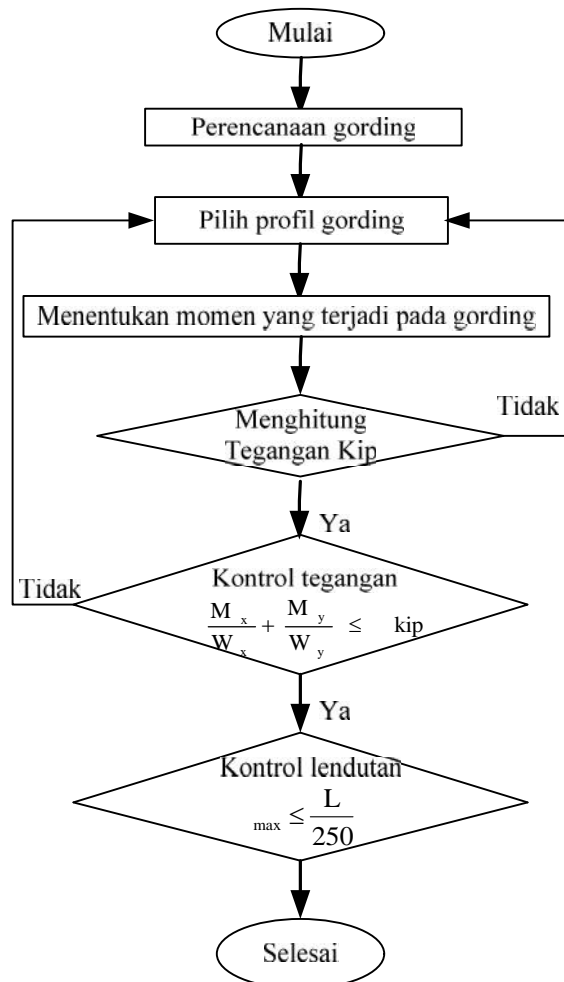 Mulai
Perencanaan gording
Pilih profil gording
Menentukan momen yang terjadi pada gording
Menghitung
Tegangan Kip
Tidak
Ya
Kontrol tegangan
Tidak
M x / W x + M y / W y ≤ kip
Ya
Kontrol lendutan
max ≤ L / 250
Selesai